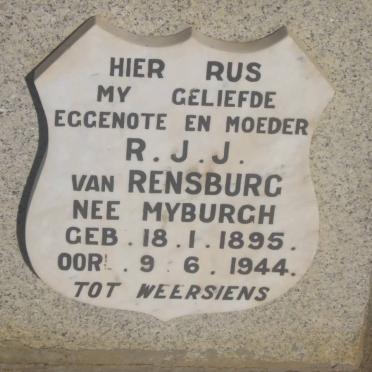 HIER RUS
MY GELIEFDE
EGGENOTE EN MOEDER
R.J.J.
VAN RENSBURG
NEE MYBURGH
GEB. 18.1.1895.
OOR. 9.6.1944.
TOT WEERSIENS